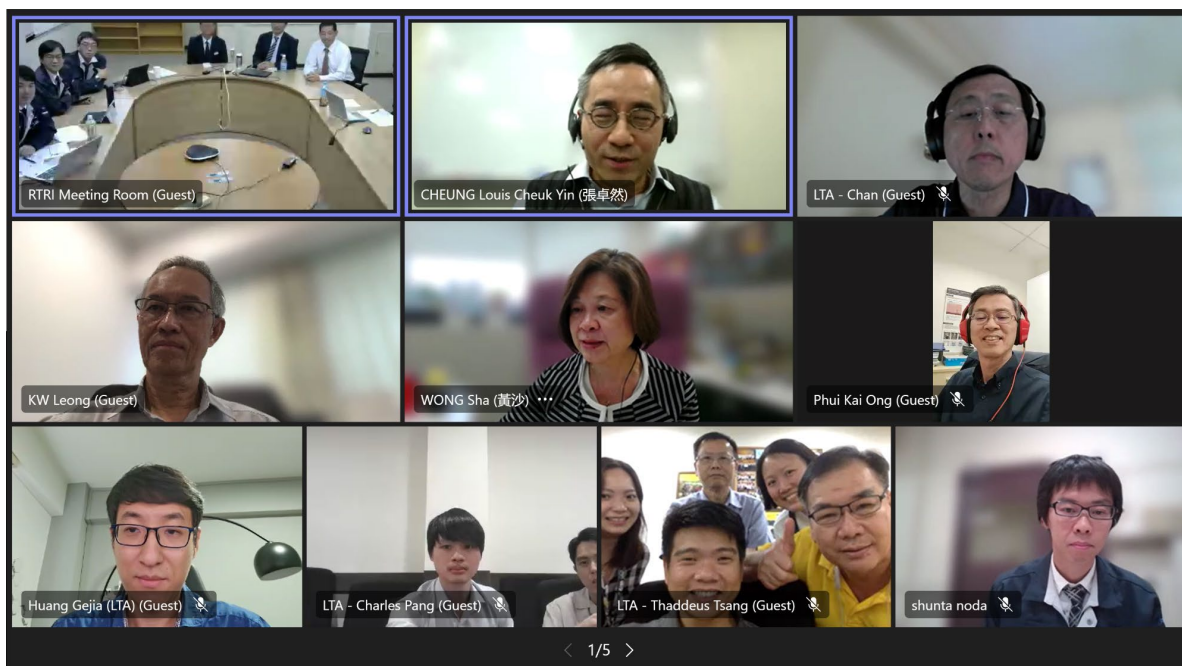 RTRI Meeting Room (Guest)
CHEUNG Louis Cheuk Yin (張卓然)
LTA - Chan (Guest)
KW Leong (Guest)
WONG Sha (黃沙) •••
Phui Kai Ong (Guest)
Huang Gejia (LTA) (Guest)
LTA - Charles Pang (Guest)
LTA - Thaddeus Tsang (Guest)
shunta noda
1/5